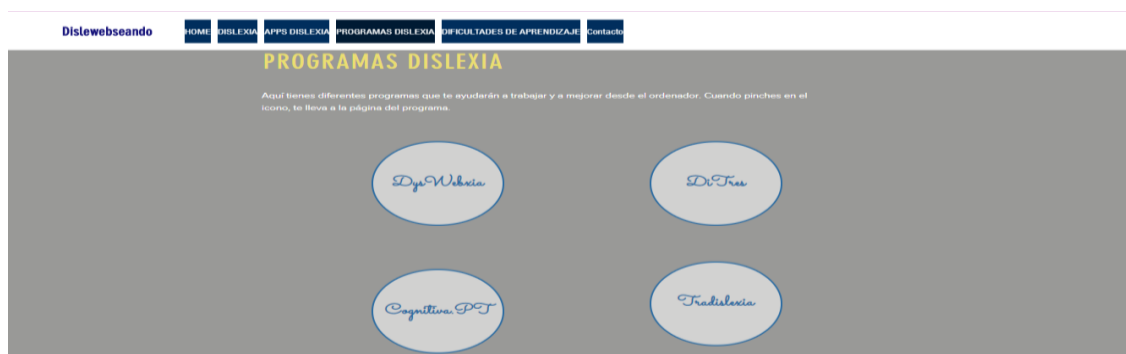 Dislewebseando
HOME DISLEXIA APPS DISLEXIA PROGRAMAS DISLEXIA DIFICULTADES DE APRENDIZAJE Contacto
PROGRAMAS DISLEXIA
Aquí tienes diferentes programas que te ayudarán a trabajar y a mejorar desde el ordenador. Cuando pinches en el
icono, te lleva a la página del programa.
DysWebxia
DiTres
Cognitiva PT
Tradislexia